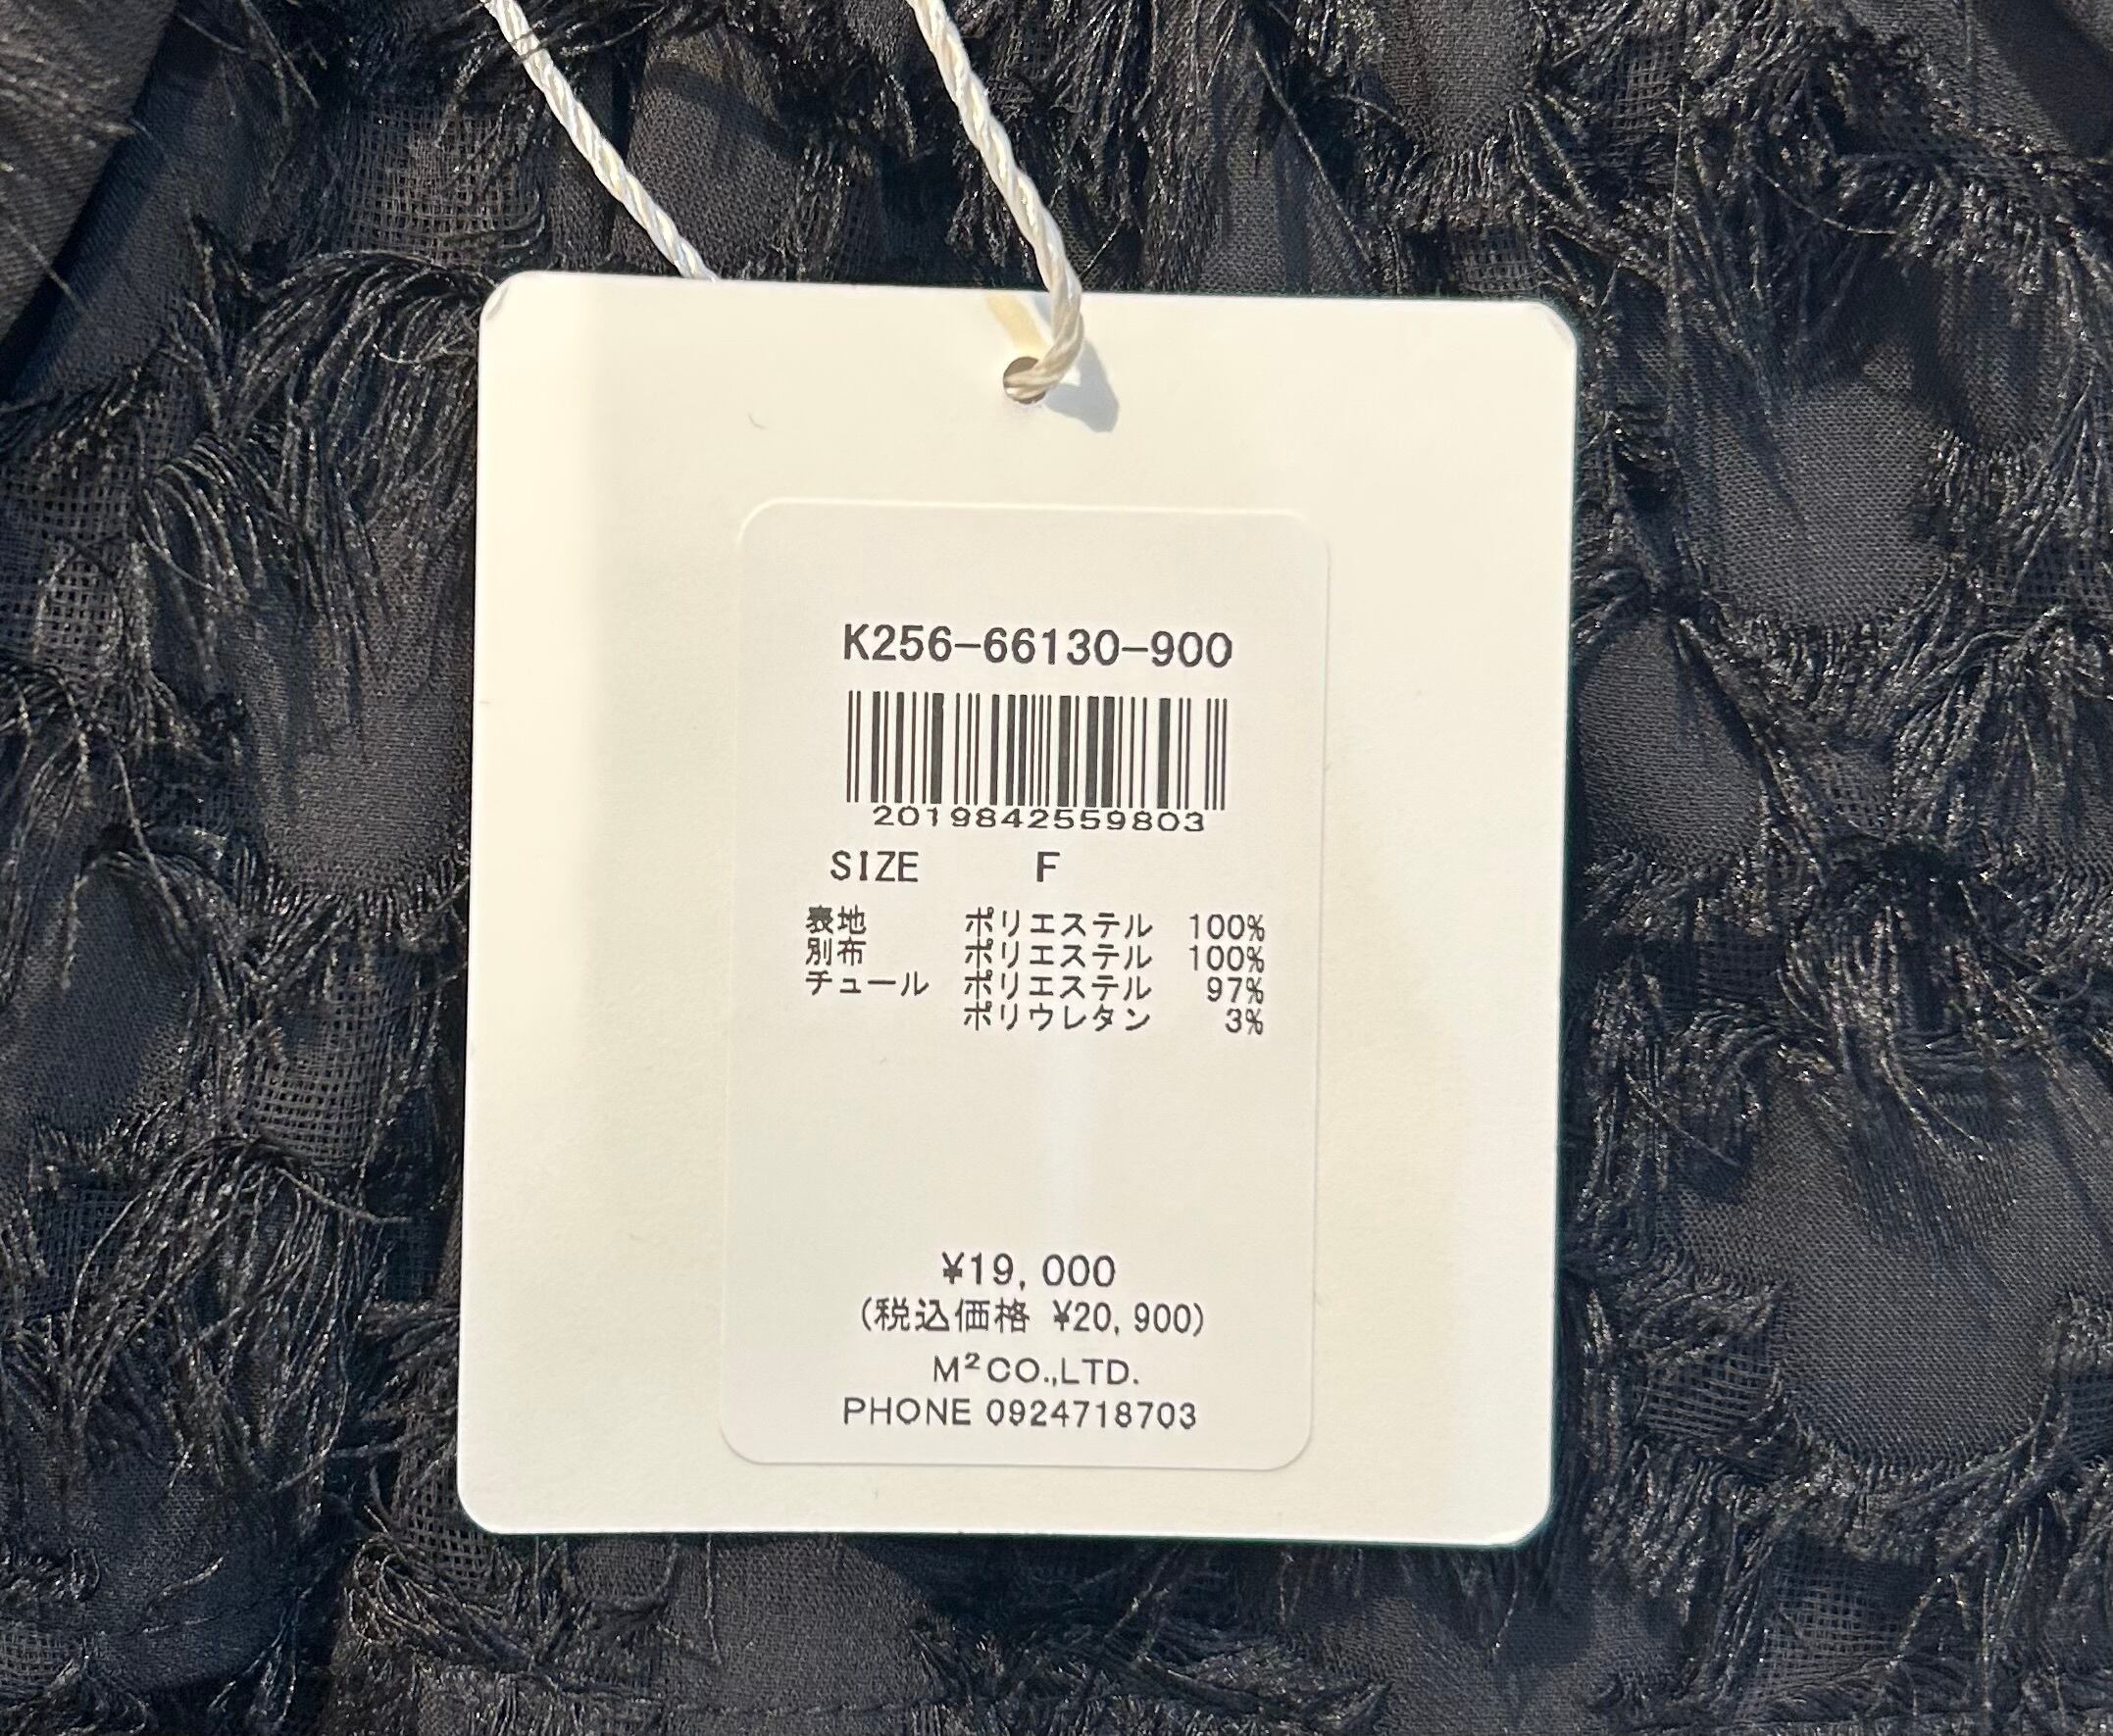 K256-66130-900
2019842559803
SIZE F
表地 ポリエステル 100%
別布 ポリエステル 100%
チュール ポリエステル 97%
ポリウレタン 3%
¥19,000
(税込価格 ¥20,900)
M²CO.,LTD.
PHONE 0924718703